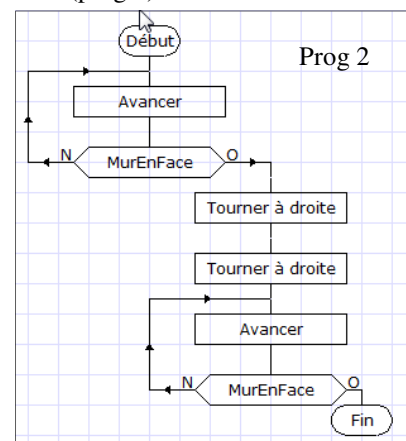 Début
Prog 2
Avancer
N
MurEnFace
O
Tourner à droite
Tourner à droite
Avancer
N
MurEnFace
O
Fin